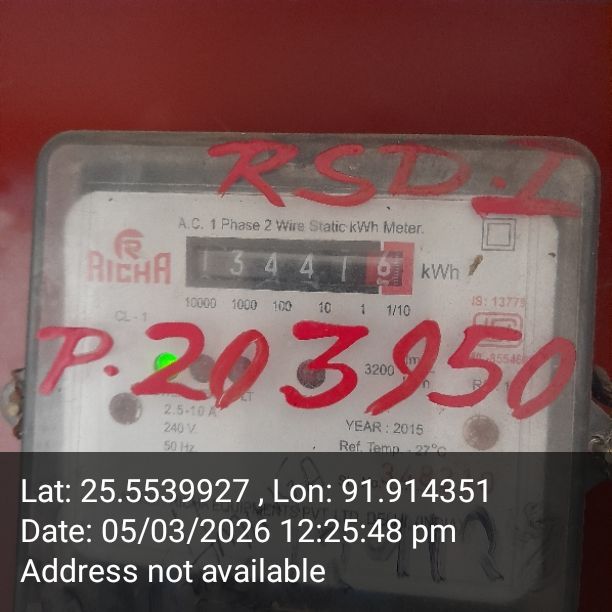 RSD-I
A.C. 1 Phase 2 Wire Static kWh Meter.
RICHA
1 3 4 4 1 6 kWh
10000 1000 100 10 1 1/10
IS: 13779
CL - 1
P. 203950
3200
2.5-10 A
240 V.
50 Hz
YEAR : 2015
Ref. Temp. - 27°C
Lat: 25.5539927 , Lon: 91.914351
Date: 05/03/2026 12:25:48 pm
Address not available